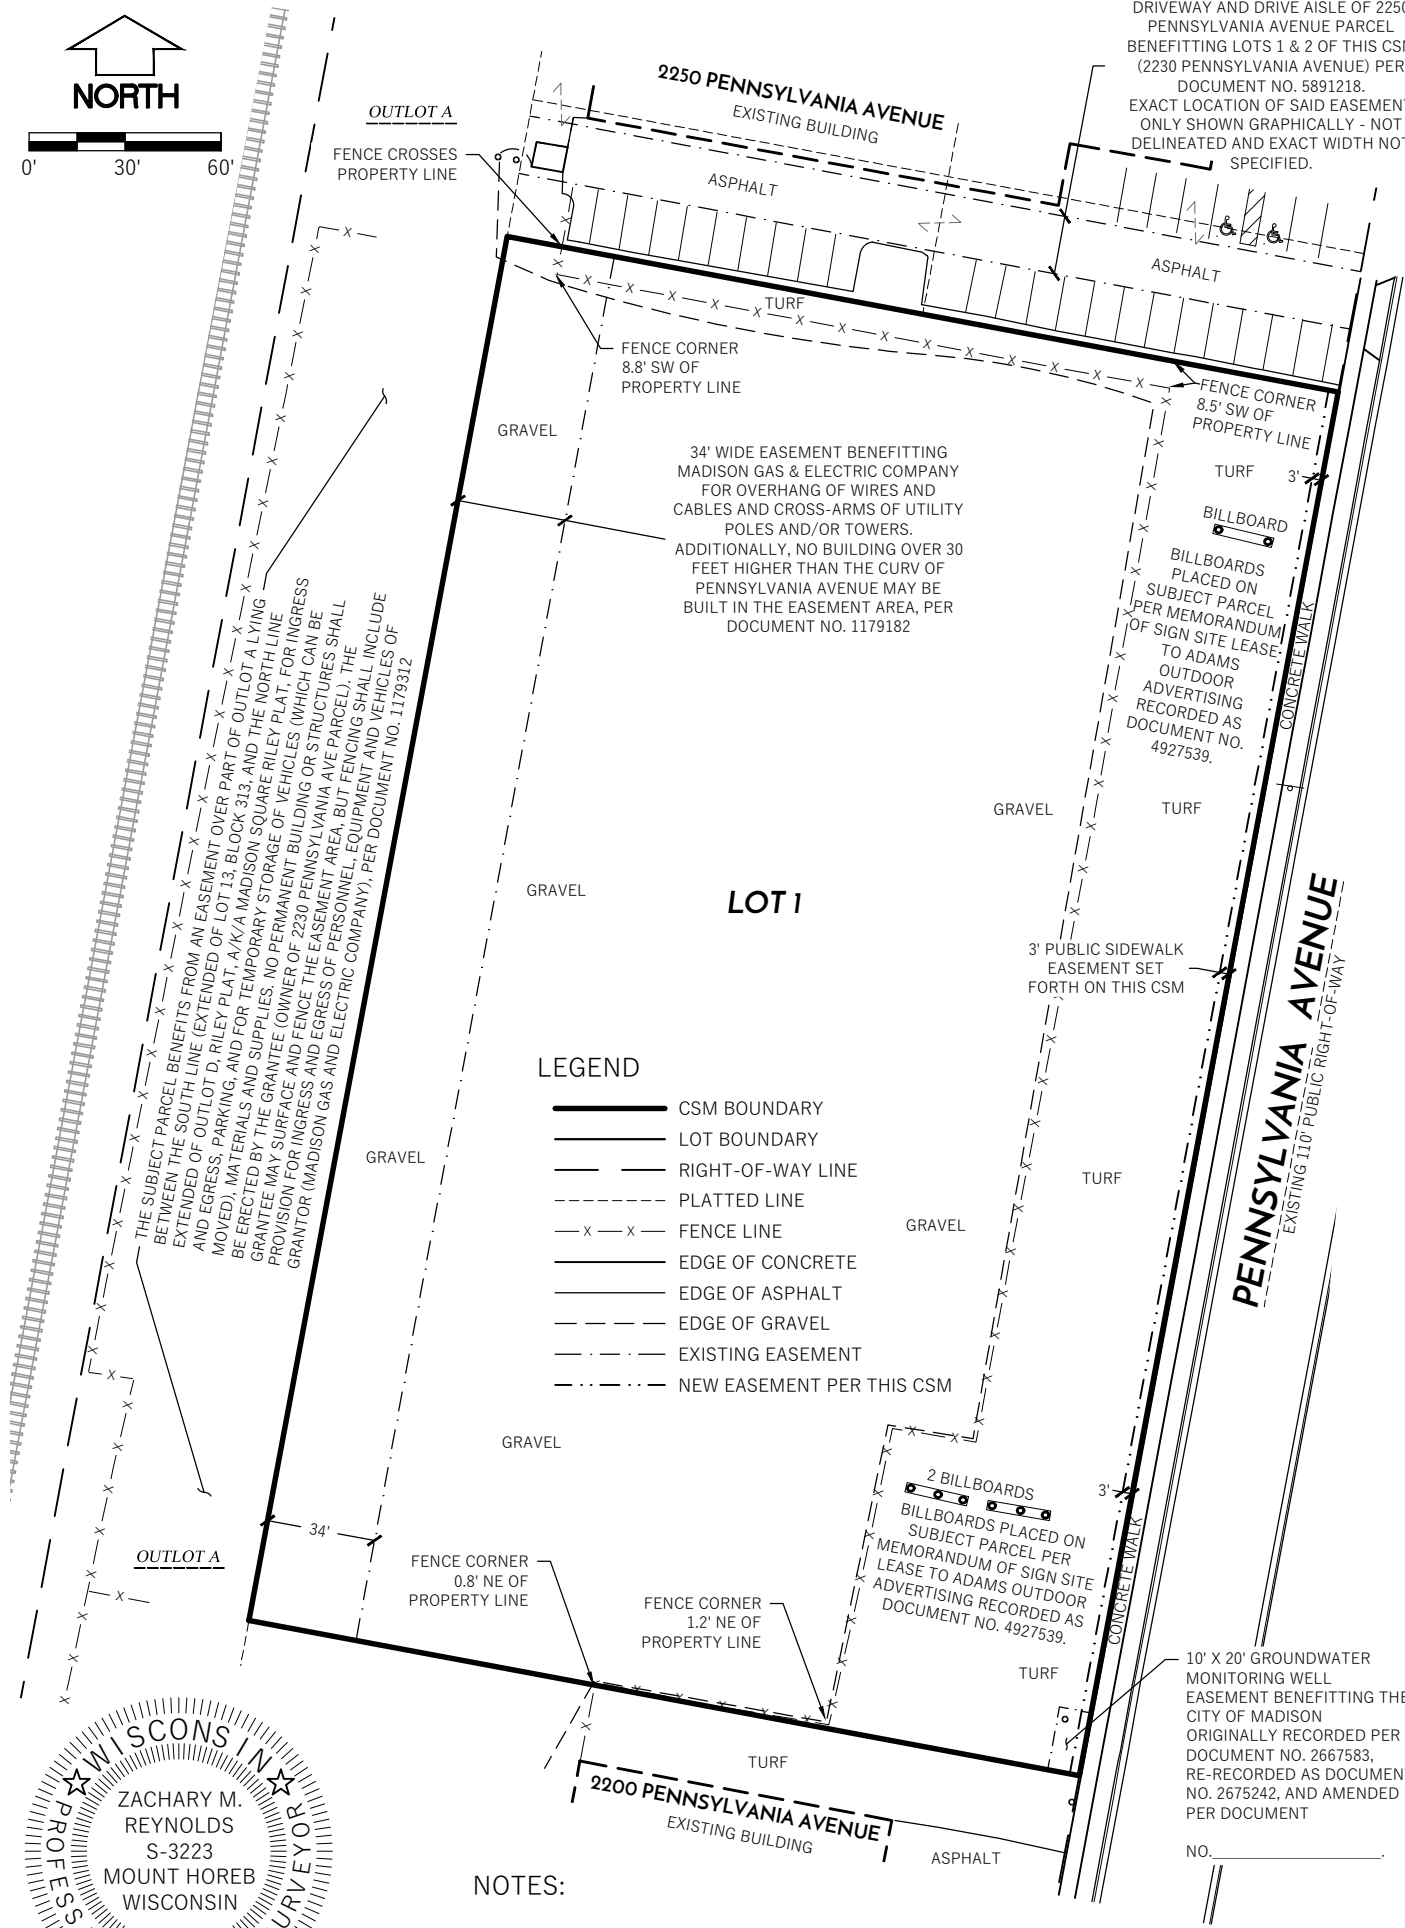 DRIVEWAY AND DRIVE AISLE OF 2250
PENNSYLVANIA AVENUE PARCEL
BENEFITTING LOTS 1 & 2 OF THIS CSM
(2230 PENNSYLVANIA AVENUE) PER
DOCUMENT NO. 5891218.
EXACT LOCATION OF SAID EASEMENT
ONLY SHOWN GRAPHICALLY - NOT
DELINEATED AND EXACT WIDTH NOT
SPECIFIED.
NORTH
0' 30' 60'
OUTLOT A
FENCE CROSSES
PROPERTY LINE
2250 PENNSYLVANIA AVENUE
EXISTING BUILDING
ASPHALT
ASPHALT
TURF
FENCE CORNER
8.8' SW OF
PROPERTY LINE
FENCE CORNER
8.5' SW OF
PROPERTY LINE
GRAVEL
TURF
3'
34' WIDE EASEMENT BENEFITTING
MADISON GAS & ELECTRIC COMPANY
FOR OVERHANG OF WIRES AND
CABLES AND CROSS-ARMS OF UTILITY
POLES AND/OR TOWERS.
ADDITIONALLY, NO BUILDING OVER 30
FEET HIGHER THAN THE CURV OF
PENNSYLVANIA AVENUE MAY BE
BUILT IN THE EASEMENT AREA, PER
DOCUMENT NO. 1179182
BILLBOARD
BILLBOARDS
PLACED ON
SUBJECT PARCEL
PER MEMORANDUM
OF SIGN SITE LEASE
TO ADAMS
OUTDOOR
ADVERTISING
RECORDED AS
DOCUMENT NO.
4927539.
CONCRETE WALK
THE SUBJECT PARCEL BENEFITS FROM AN EASEMENT OVER PART OF OUTLOT A LYING
BETWEEN THE SOUTH LINE (EXTENDED OF LOT 13, BLOCK 313, AND THE NORTH LINE
EXTENDED OF OUTLOT D, RILEY PLAT, A/K/A MADISON SQUARE RILEY PLAT, FOR INGRESS
AND EGRESS, PARKING, AND FOR TEMPORARY STORAGE OF VEHICLES (WHICH CAN BE
MOVED), MATERIALS AND SUPPLIES. NO PERMANENT BUILDING OR STRUCTURES SHALL
BE ERECTED BY THE GRANTEE (OWNER OF 2230 PENNSYLVANIA AVE PARCEL). THE
GRANTEE MAY SURFACE AND FENCE THE EASEMENT AREA, BUT FENCING SHALL INCLUDE
PROVISION FOR INGRESS AND EGRESS OF PERSONNEL, EQUIPMENT AND VEHICLES OF
GRANTOR (MADISON GAS AND ELECTRIC COMPANY), PER DOCUMENT NO. 1179312
GRAVEL
TURF
GRAVEL
LOT 1
3' PUBLIC SIDEWALK
EASEMENT SET
FORTH ON THIS CSM
PENNSYLVANIA AVENUE
EXISTING 110' PUBLIC RIGHT-OF-WAY
LEGEND
CSM BOUNDARY
LOT BOUNDARY
RIGHT-OF-WAY LINE
PLATTED LINE
FENCE LINE
EDGE OF CONCRETE
EDGE OF ASPHALT
EDGE OF GRAVEL
EXISTING EASEMENT
NEW EASEMENT PER THIS CSM
GRAVEL
TURF
GRAVEL
GRAVEL
2 BILLBOARDS
BILLBOARDS PLACED ON
SUBJECT PARCEL PER
MEMORANDUM OF SIGN SITE
LEASE TO ADAMS OUTDOOR
ADVERTISING RECORDED AS
DOCUMENT NO. 4927539.
3'
CONCRETE WALK
34'
OUTLOT A
FENCE CORNER
0.8' NE OF
PROPERTY LINE
FENCE CORNER
1.2' NE OF
PROPERTY LINE
TURF
10' X 20' GROUNDWATER
MONITORING WELL
EASEMENT BENEFITTING THE
CITY OF MADISON
ORIGINALLY RECORDED PER
DOCUMENT NO. 2667583,
RE-RECORDED AS DOCUMENT
NO. 2675242, AND AMENDED
PER DOCUMENT
NO.____________________.
TURF
2200 PENNSYLVANIA AVENUE
EXISTING BUILDING
ASPHALT
WISCONSIN
PROFESS
URVEYOR
ZACHARY M.
REYNOLDS
S-3223
MOUNT HOREB
WISCONSIN
NOTES: